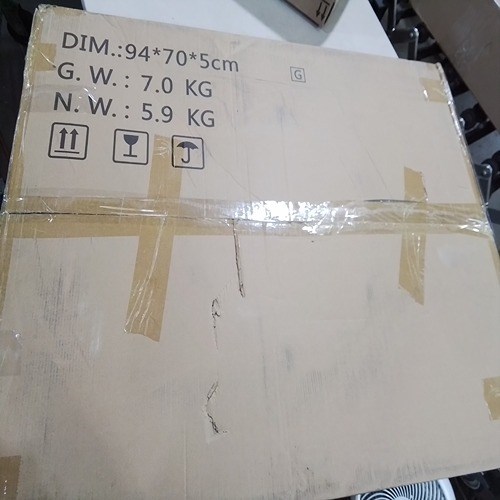 DIM.:94*70*5cm
G
G. W. : 7.0 KG
N. W. : 5.9 KG